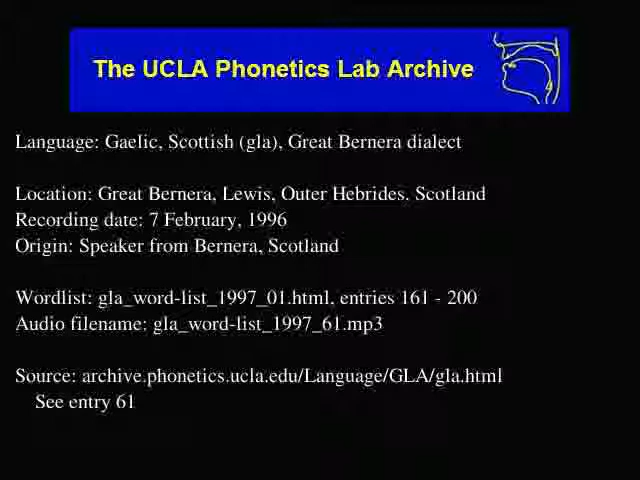 The UCLA Phonetics Lab Archive
Language: Gaelic, Scottish (gla), Great Bernera dialect
Location: Great Bernera, Lewis, Outer Hebrides. Scotland
Recording date: 7 February, 1996
Origin: Speaker from Bernera, Scotland
Wordlist: gla_word-list_1997_01.html, entries 161 - 200
Audio filename: gla_word-list_1997_61.mp3
Source: archive.phonetics.ucla.edu/Language/GLA/gla.html
See entry 61